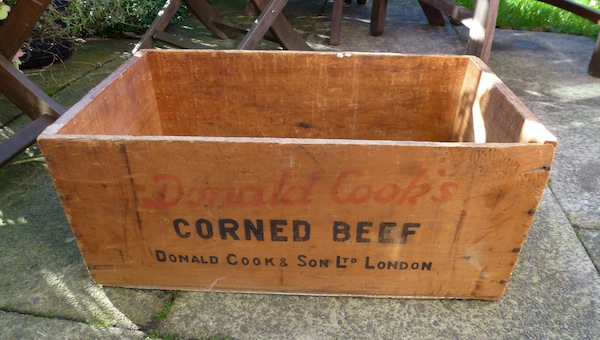 Donald Cook's
CORNED BEEF
DONALD COOK & SON LTD LONDON